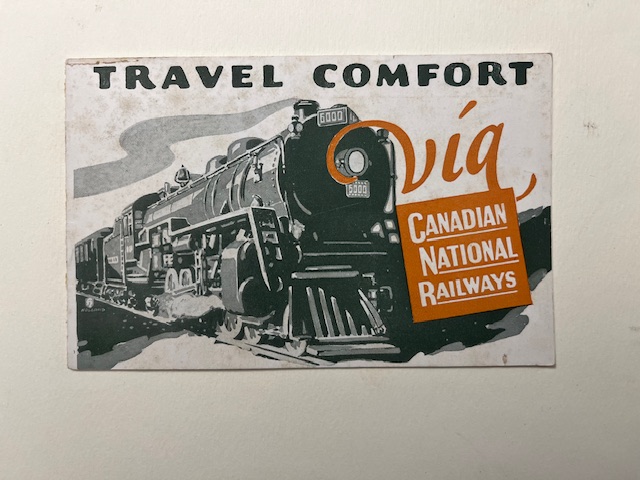 TRAVEL COMFORT
via
CANADIAN
NATIONAL
RAILWAYS
6000
6000